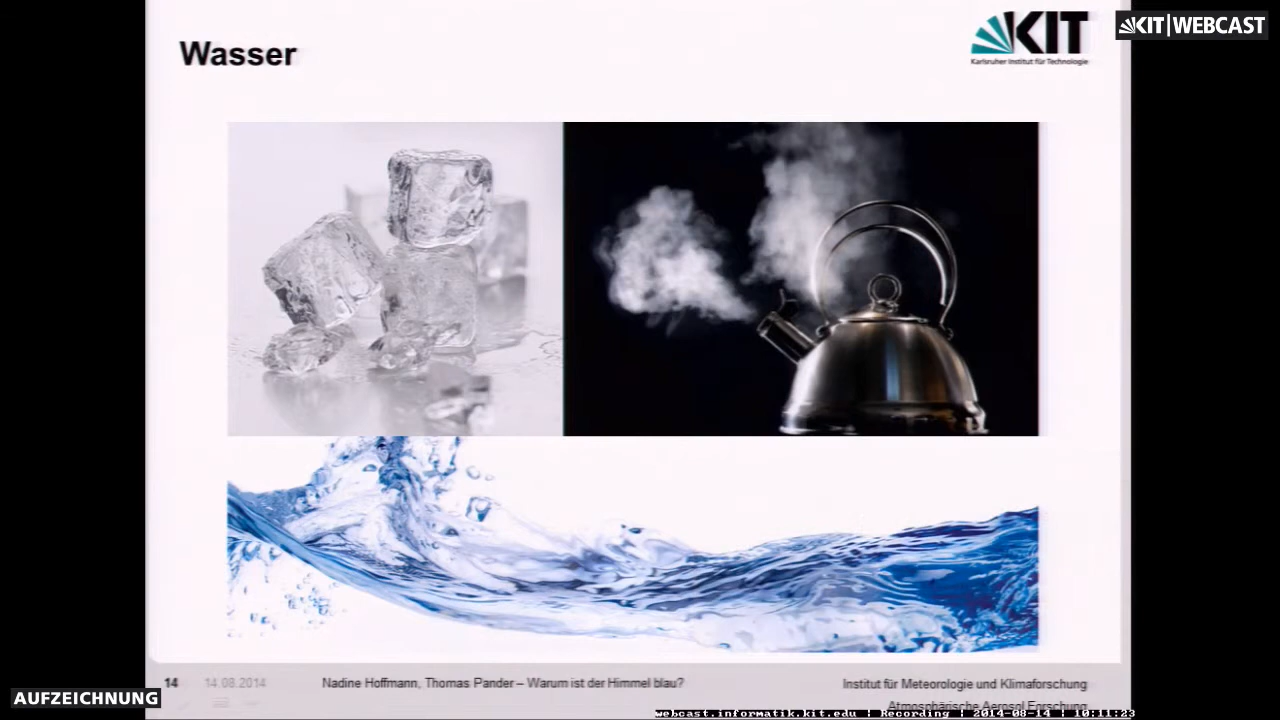 Wasser
KIT
Karlsruher Institut für Technologie
KIT|WEBCAST
14
14.08.2014
Nadine Hoffmann, Thomas Pander – Warum ist der Himmel blau?
Institut für Meteorologie und Klimaforschung
Atmosphärische Aerosol Forschung
AUFZEICHNUNG
webcast.informatik.kit.edu | Recording | 2014-08-14 | 10:11:23